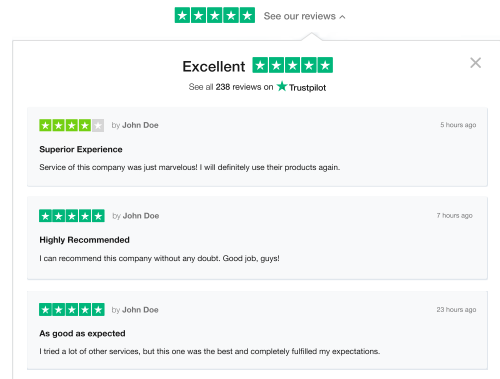 See our reviews
Excellent
See all 238 reviews on Trustpilot
by John Doe
5 hours ago
Superior Experience
Service of this company was just marvelous! I will definitely use their products again.
by John Doe
7 hours ago
Highly Recommended
I can recommend this company without any doubt. Good job, guys!
by John Doe
23 hours ago
As good as expected
I tried a lot of other services, but this one was the best and completely fulfilled my expectations.